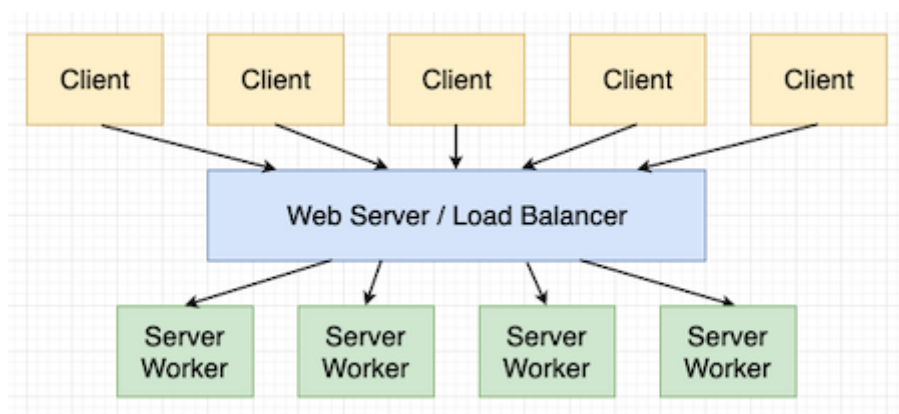 Client
Client
Client
Client
Client
Web Server / Load Balancer
Server
Worker
Server
Worker
Server
Worker
Server
Worker